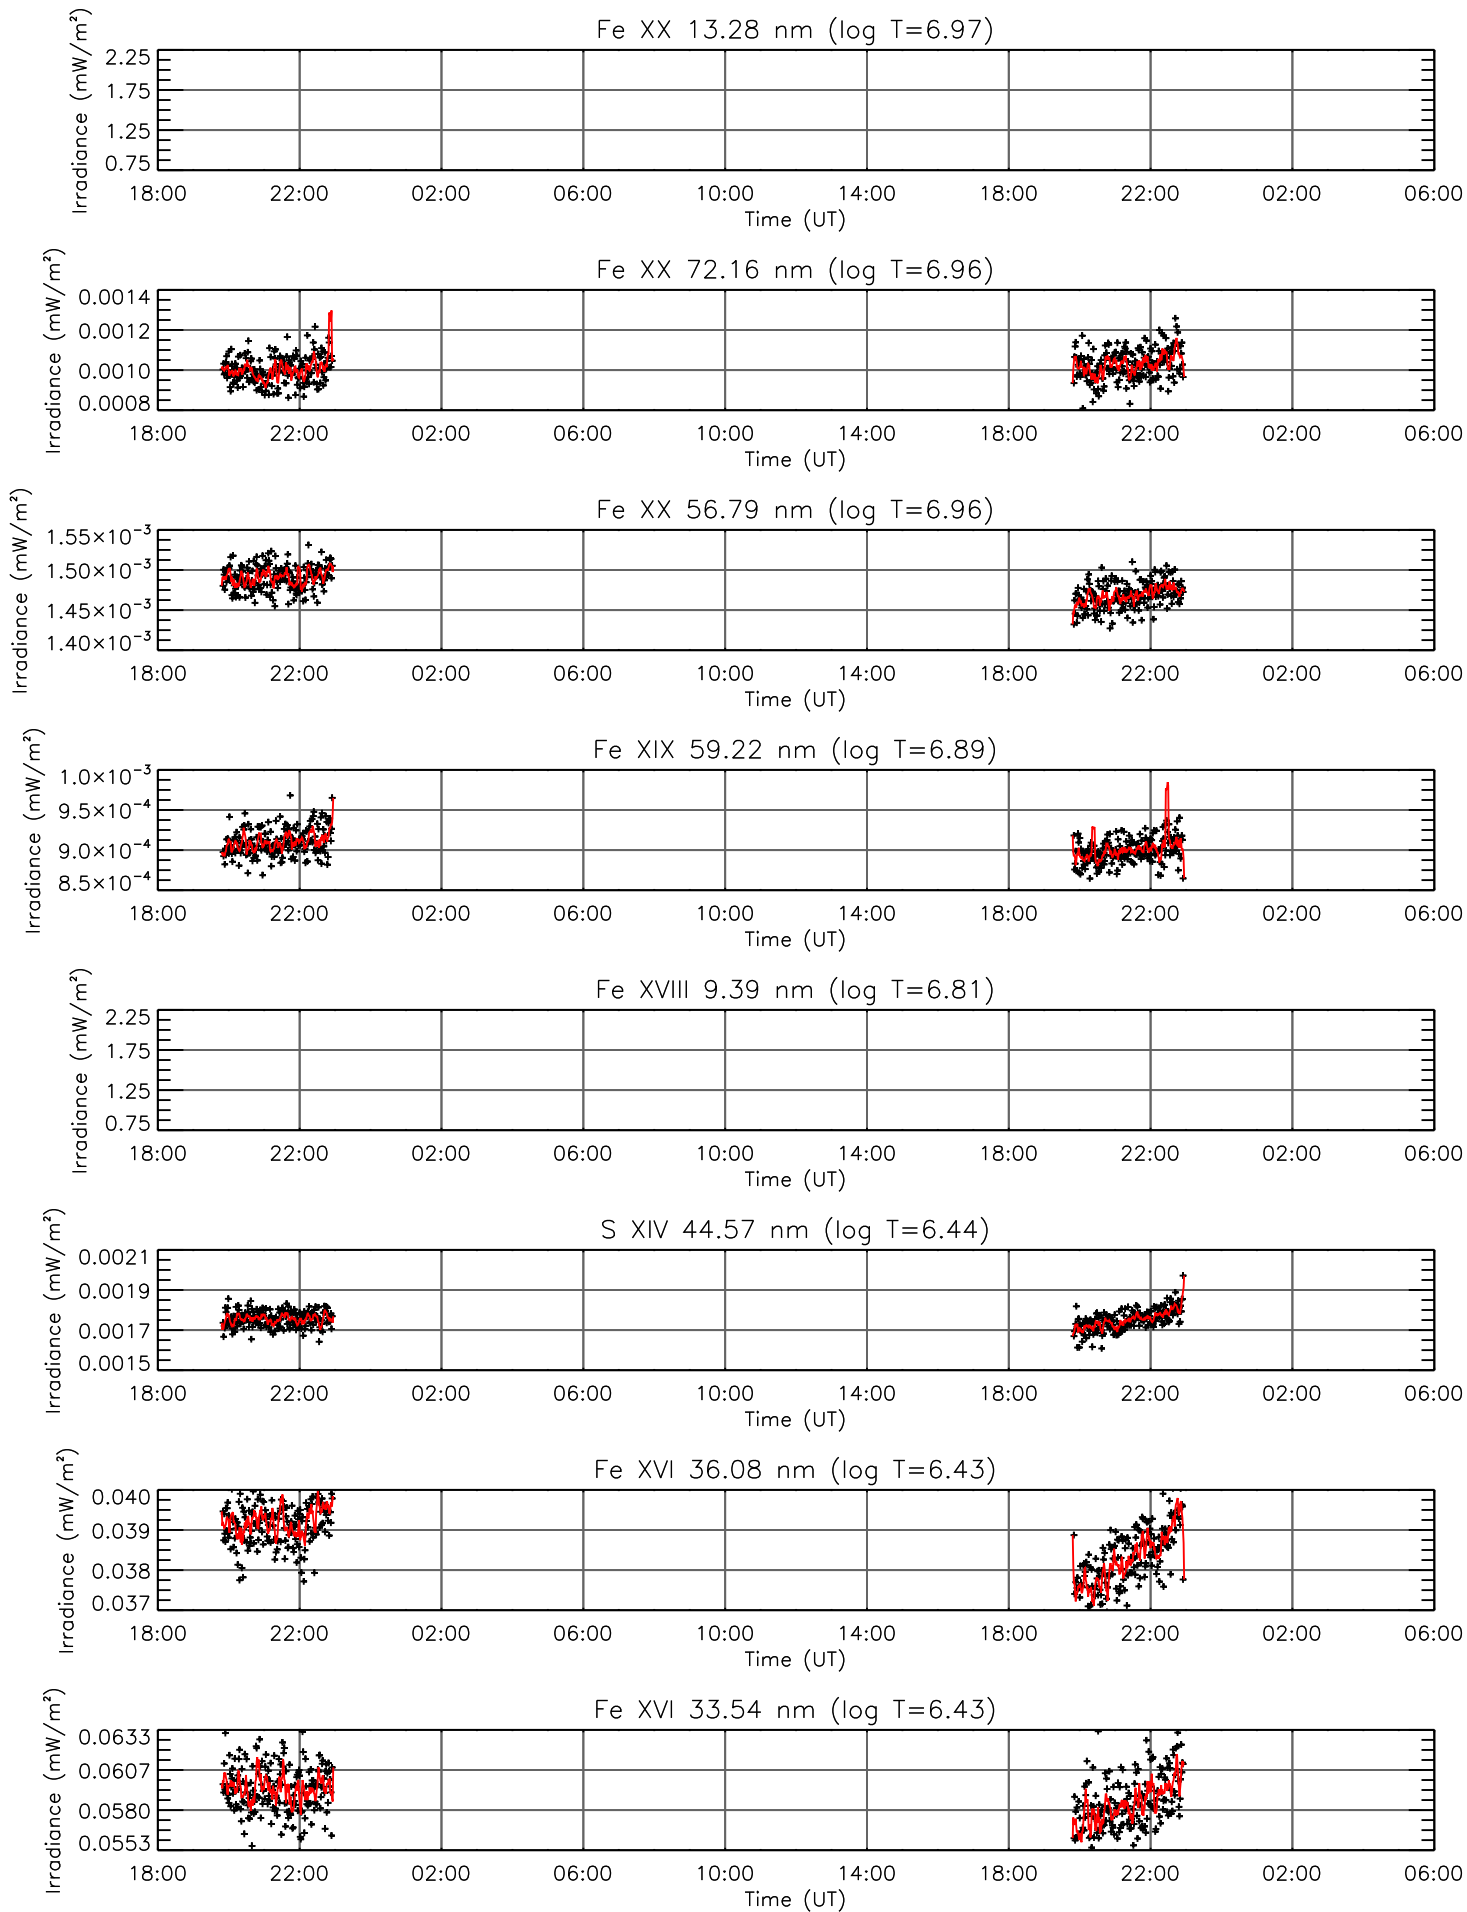 Fe XX 13.28 nm (log T=6.97)
Irradiance (mW/m²)
2.25
1.75
1.25
0.75
18:00 22:00 02:00 06:00 10:00 14:00 18:00 22:00 02:00 06:00
Time (UT)
Fe XX 72.16 nm (log T=6.96)
Irradiance (mW/m²)
0.0014
0.0012
0.0010
0.0008
18:00 22:00 02:00 06:00 10:00 14:00 18:00 22:00 02:00 06:00
Time (UT)
Fe XX 56.79 nm (log T=6.96)
Irradiance (mW/m²)
1.55×10⁻³
1.50×10⁻³
1.45×10⁻³
1.40×10⁻³
18:00 22:00 02:00 06:00 10:00 14:00 18:00 22:00 02:00 06:00
Time (UT)
Fe XIX 59.22 nm (log T=6.89)
Irradiance (mW/m²)
1.0×10⁻³
9.5×10⁻⁴
9.0×10⁻⁴
8.5×10⁻⁴
18:00 22:00 02:00 06:00 10:00 14:00 18:00 22:00 02:00 06:00
Time (UT)
Fe XVIII 9.39 nm (log T=6.81)
Irradiance (mW/m²)
2.25
1.75
1.25
0.75
18:00 22:00 02:00 06:00 10:00 14:00 18:00 22:00 02:00 06:00
Time (UT)
S XIV 44.57 nm (log T=6.44)
Irradiance (mW/m²)
0.0021
0.0019
0.0017
0.0015
18:00 22:00 02:00 06:00 10:00 14:00 18:00 22:00 02:00 06:00
Time (UT)
Fe XVI 36.08 nm (log T=6.43)
Irradiance (mW/m²)
0.040
0.039
0.038
0.037
18:00 22:00 02:00 06:00 10:00 14:00 18:00 22:00 02:00 06:00
Time (UT)
Fe XVI 33.54 nm (log T=6.43)
Irradiance (mW/m²)
0.0633
0.0607
0.0580
0.0553
18:00 22:00 02:00 06:00 10:00 14:00 18:00 22:00 02:00 06:00
Time (UT)